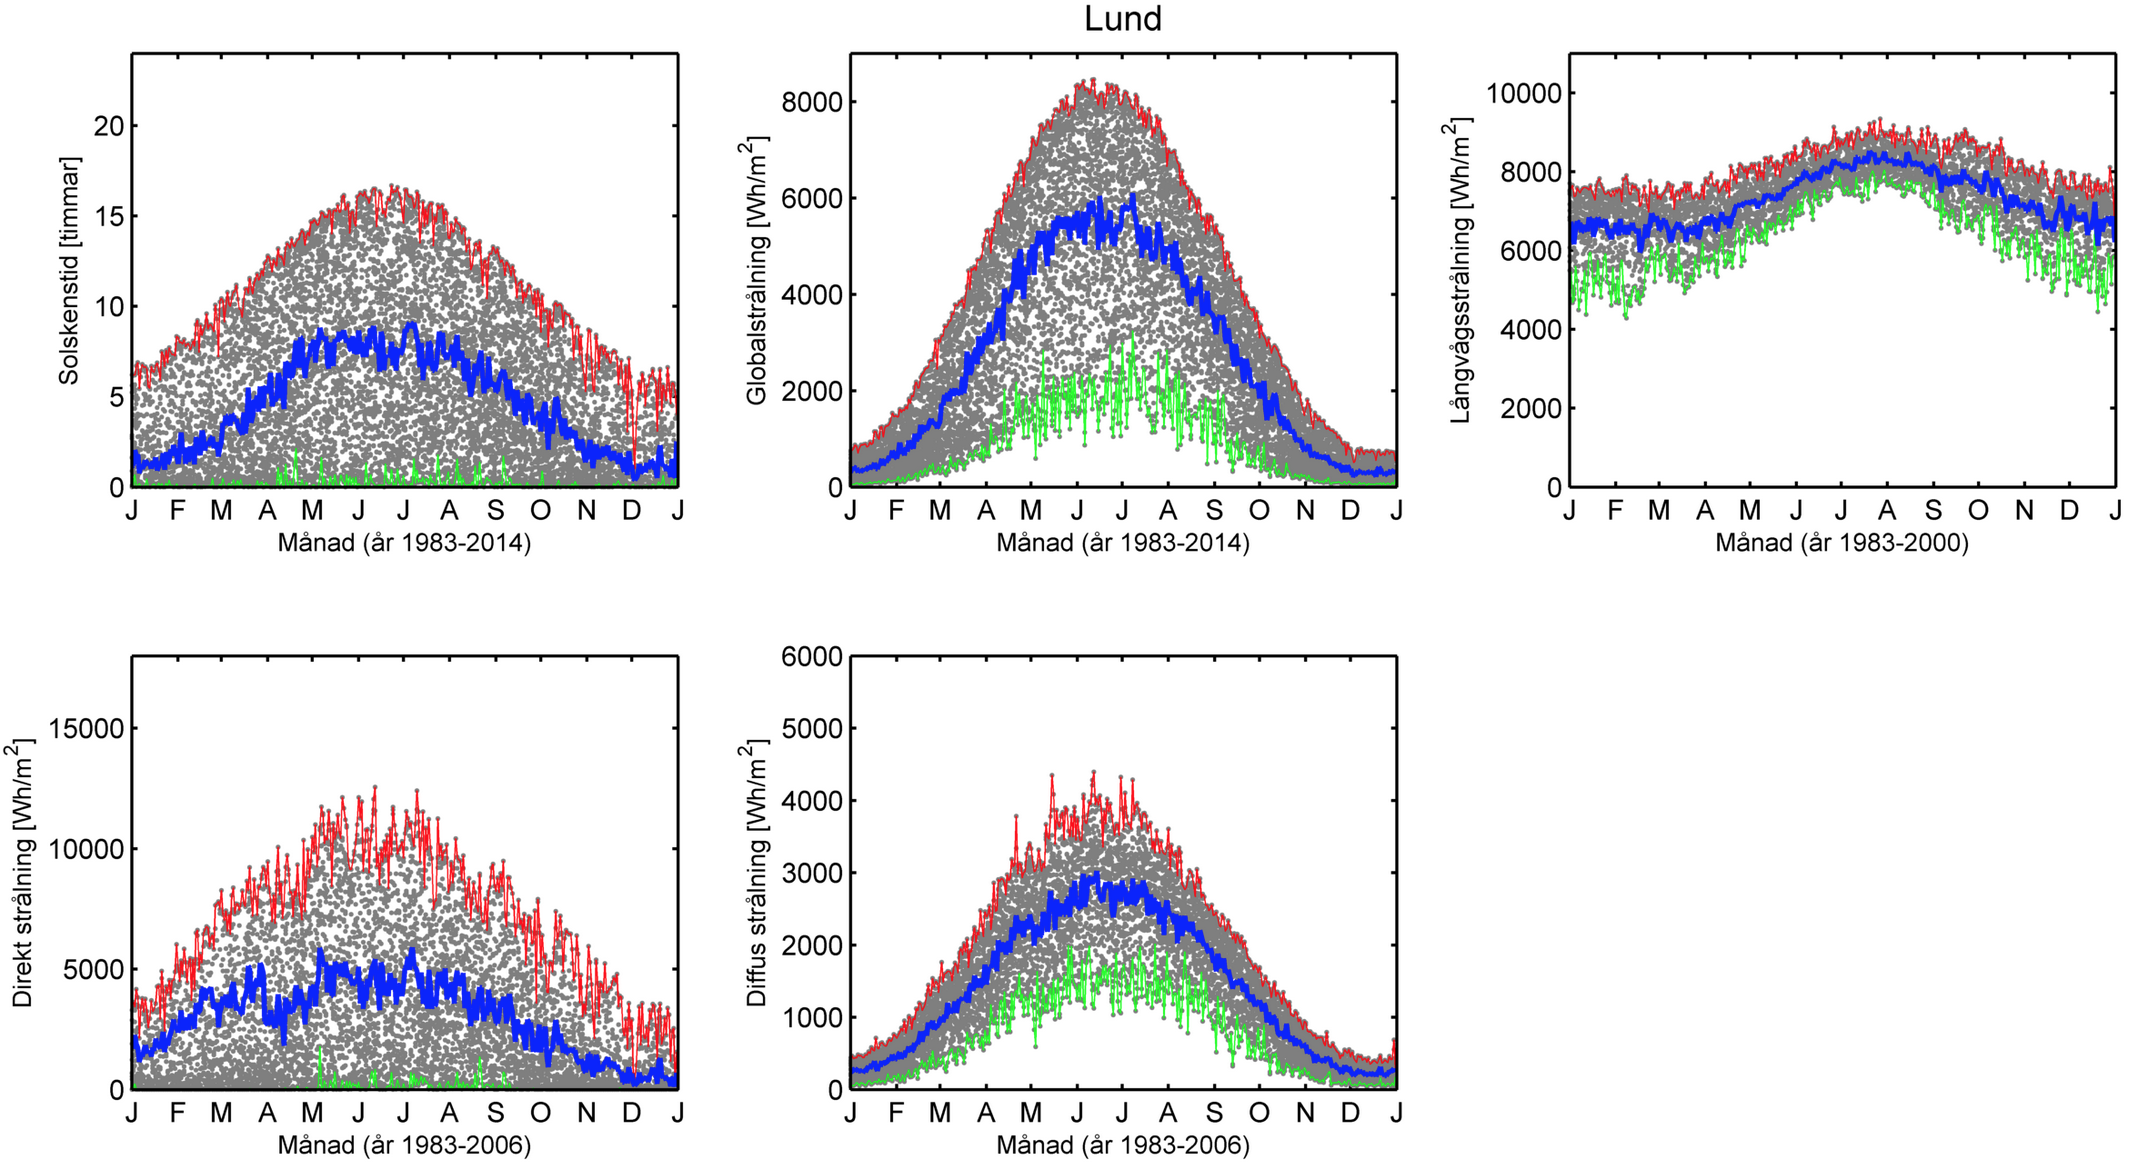 Lund
Solskenstid [timmar]
20
15
10
5
0
J F M A M J J A S O N D J
Månad (år 1983-2014)
Globalstrålning [Wh/m²]
8000
6000
4000
2000
0
J F M A M J J A S O N D J
Månad (år 1983-2014)
Långvågsstrålning [Wh/m²]
10000
8000
6000
4000
2000
0
J F M A M J J A S O N D J
Månad (år 1983-2000)
Direkt strålning [Wh/m²]
15000
10000
5000
0
J F M A M J J A S O N D J
Månad (år 1983-2006)
Diffus strålning [Wh/m²]
6000
5000
4000
3000
2000
1000
0
J F M A M J J A S O N D J
Månad (år 1983-2006)